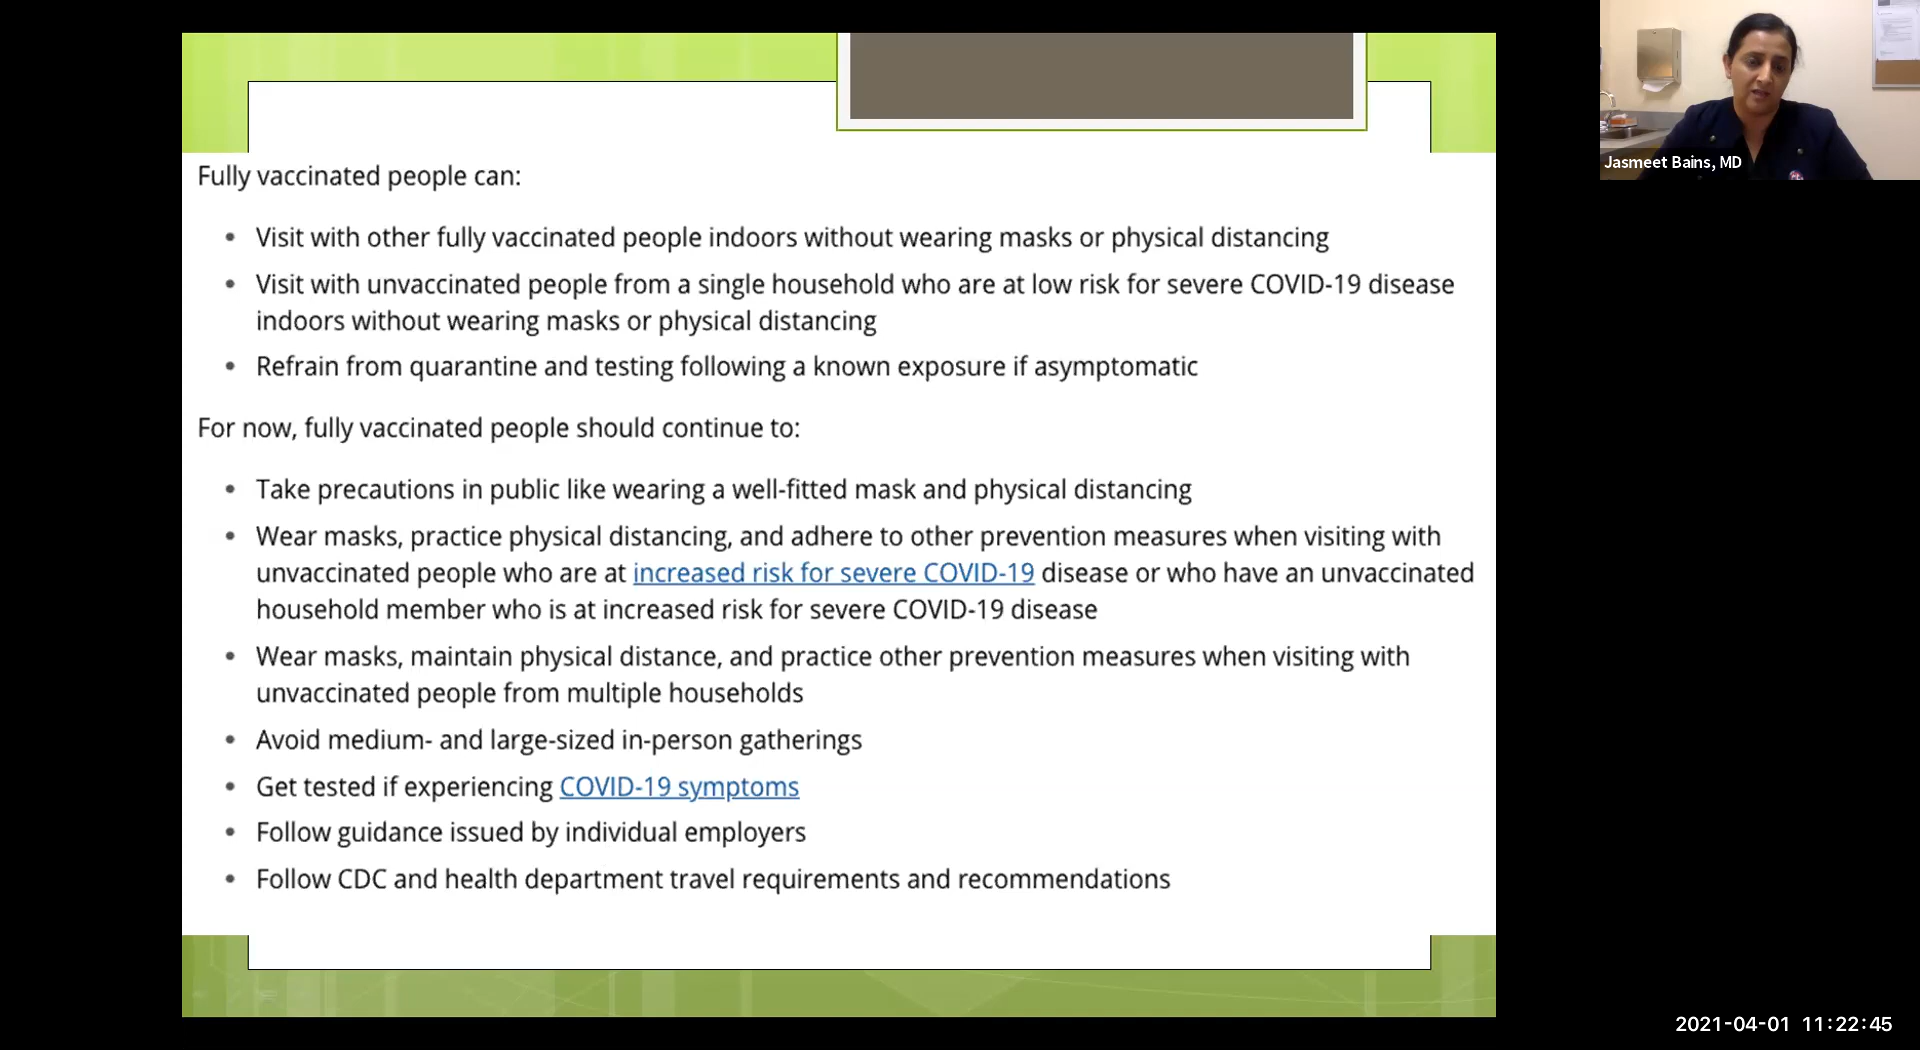 Fully vaccinated people can:
• Visit with other fully vaccinated people indoors without wearing masks or physical distancing
• Visit with unvaccinated people from a single household who are at low risk for severe COVID-19 disease
indoors without wearing masks or physical distancing
• Refrain from quarantine and testing following a known exposure if asymptomatic
For now, fully vaccinated people should continue to:
• Take precautions in public like wearing a well-fitted mask and physical distancing
• Wear masks, practice physical distancing, and adhere to other prevention measures when visiting with
unvaccinated people who are at increased risk for severe COVID-19 disease or who have an unvaccinated
household member who is at increased risk for severe COVID-19 disease
• Wear masks, maintain physical distance, and practice other prevention measures when visiting with
unvaccinated people from multiple households
• Avoid medium- and large-sized in-person gatherings
• Get tested if experiencing COVID-19 symptoms
• Follow guidance issued by individual employers
• Follow CDC and health department travel requirements and recommendations
Jasmeet Bains, MD
2021-04-01 11:22:45